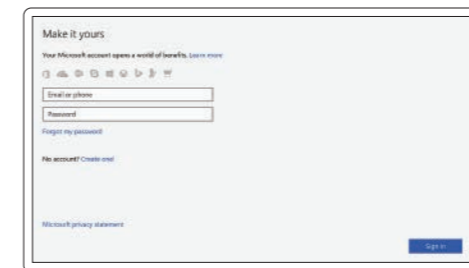 Make it yours
Your Microsoft account opens a world of benefits. Learn more
Email or phone
Password
Forgot my password
No account? Create one!
Microsoft privacy statement
Sign in